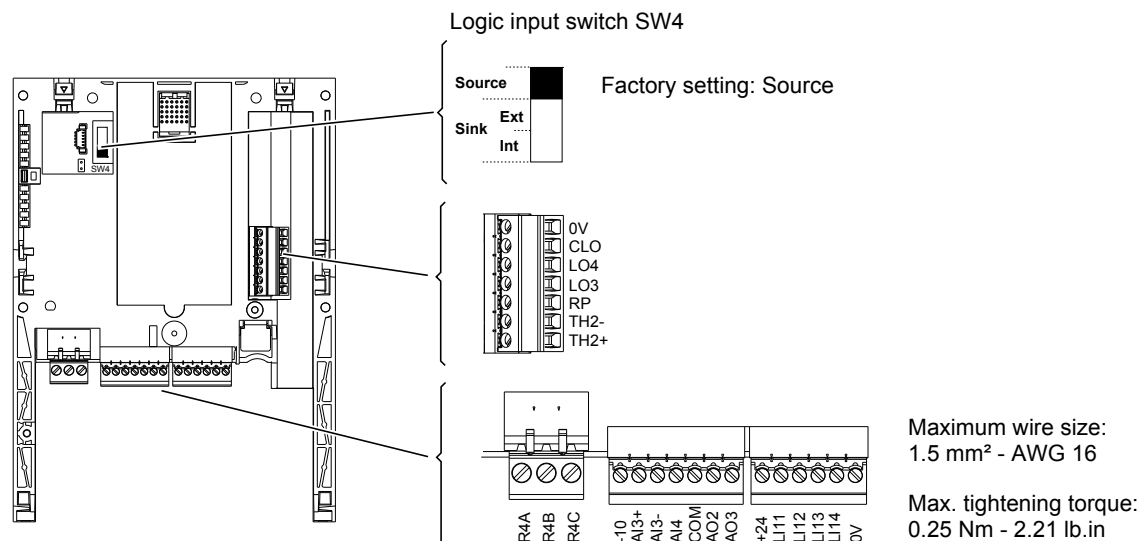 Logic input switch SW4
Source
Factory setting: Source
Sink
Ext
Int
SW4
0V
CLO
LO4
LO3
RP
TH2-
TH2+
Maximum wire size:
1.5 mm² - AWG 16
Max. tightening torque:
0.25 Nm - 2.21 lb.in
R4A
R4B
R4C
-10
AI3+
AI3-
AI4
COM
AO2
AO3
+24
LI11
LI12
LI13
LI14
0V